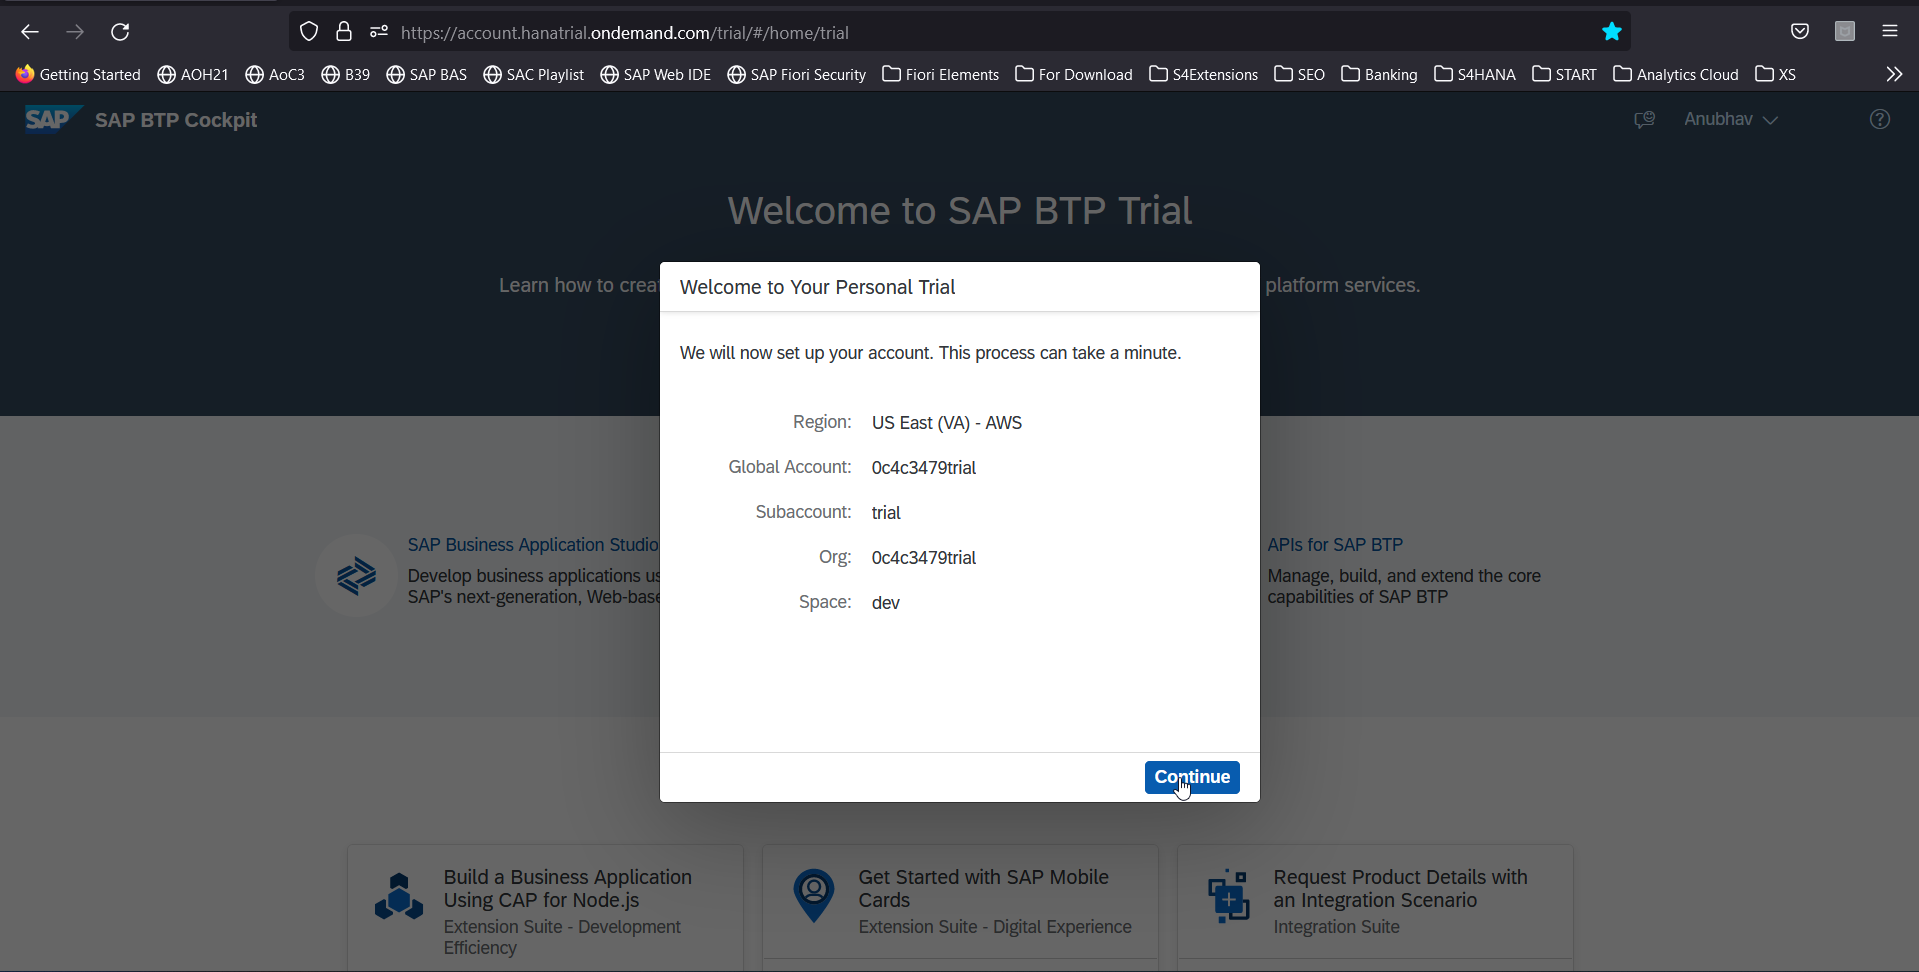 https://account.hanatrial.ondemand.com/trial/#/home/trial
Getting Started AOH21 AoC3 B39 SAP BAS SAC Playlist SAP Web IDE SAP Fiori Security Fiori Elements For Download S4Extensions SEO Banking S4HANA START Analytics Cloud XS
SAP SAP BTP Cockpit Anubhav
Welcome to SAP BTP Trial
Learn how to crea platform services.
Welcome to Your Personal Trial
We will now set up your account. This process can take a minute.
Region: US East (VA) - AWS
Global Account: 0c4c3479trial
Subaccount: trial
Org: 0c4c3479trial
Space: dev
Continue
SAP Business Application Studio
Develop business applications us
SAP's next-generation, Web-base
APIs for SAP BTP
Manage, build, and extend the core
capabilities of SAP BTP
Build a Business Application
Using CAP for Node.js
Extension Suite - Development
Efficiency
Get Started with SAP Mobile
Cards
Extension Suite - Digital Experience
Request Product Details with
an Integration Scenario
Integration Suite